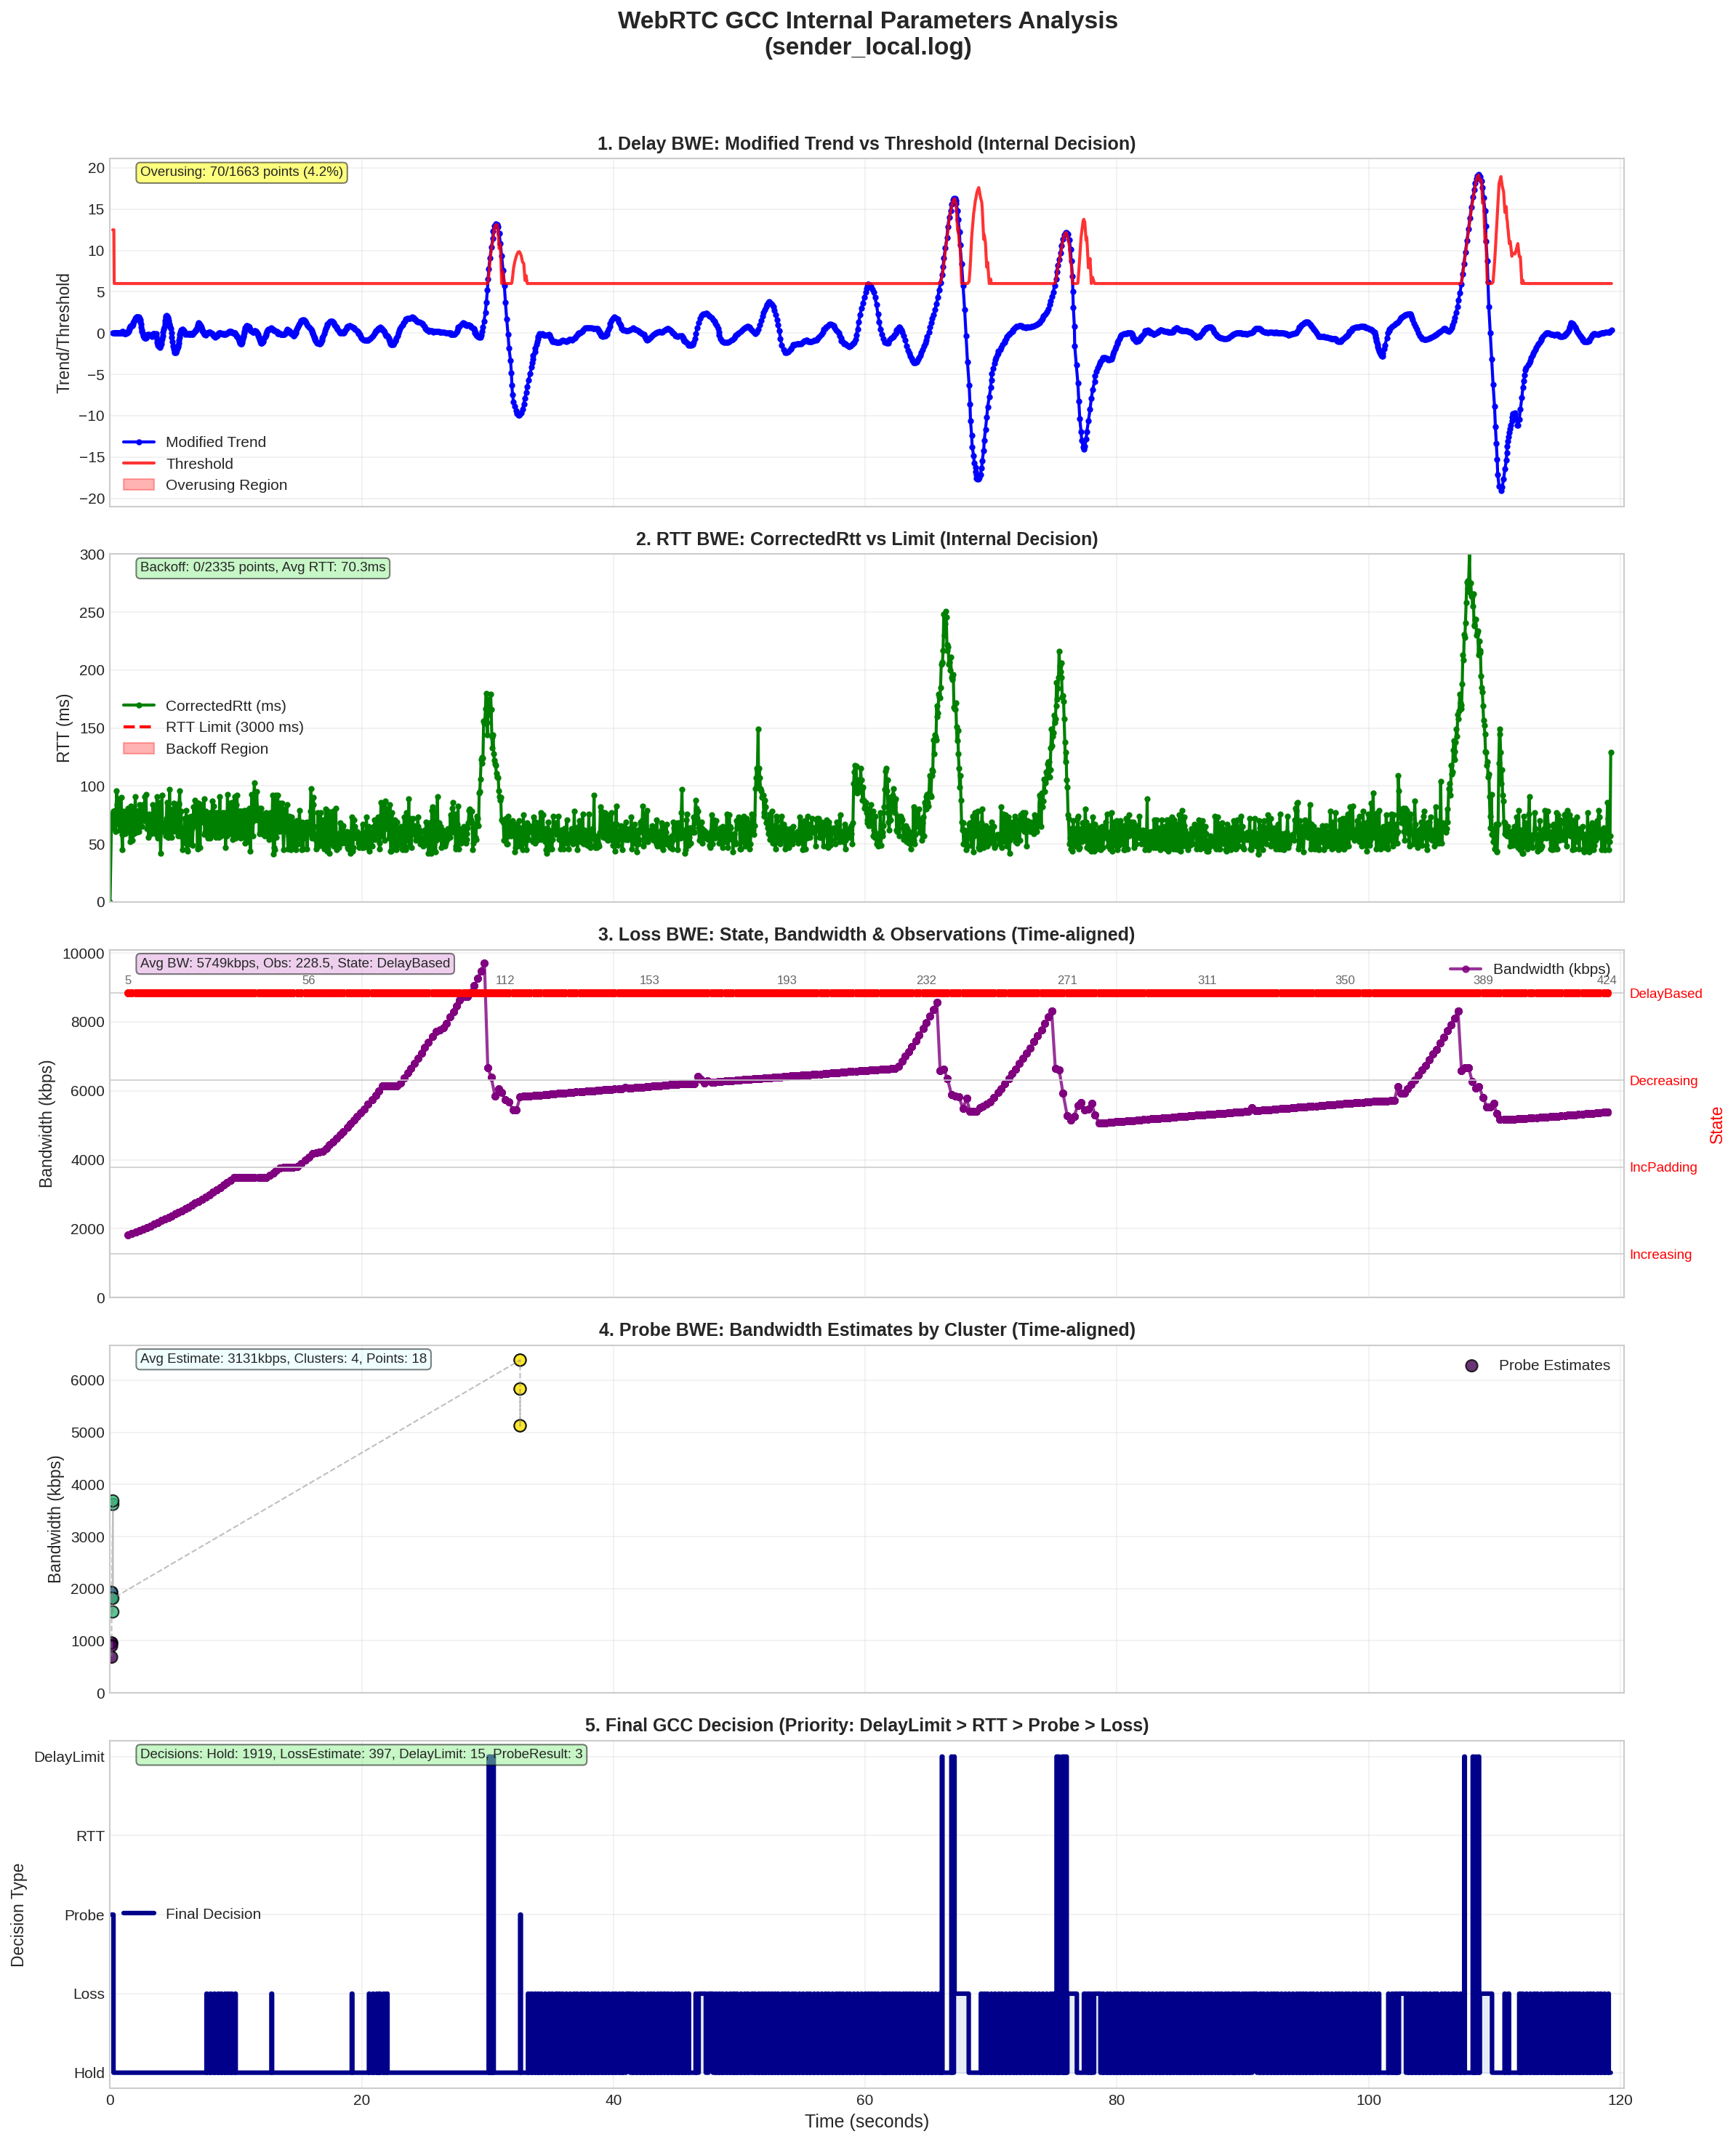 WebRTC GCC Internal Parameters Analysis
(sender_local.log)
1. Delay BWE: Modified Trend vs Threshold (Internal Decision)
Overusing: 70/1663 points (4.2%)
Trend/Threshold
20
15
10
5
0
−5
−10
−15
−20
Modified Trend
Threshold
Overusing Region
2. RTT BWE: CorrectedRtt vs Limit (Internal Decision)
Backoff: 0/2335 points, Avg RTT: 70.3ms
RTT (ms)
300
250
200
150
100
50
0
CorrectedRtt (ms)
RTT Limit (3000 ms)
Backoff Region
3. Loss BWE: State, Bandwidth & Observations (Time-aligned)
Avg BW: 5749kbps, Obs: 228.5, State: DelayBased
Bandwidth (kbps)
5 56 112 153 193 232 271 311 350 389 424
Bandwidth (kbps)
10000
8000
6000
4000
2000
0
DelayBased
Decreasing
IncPadding
Increasing
State
4. Probe BWE: Bandwidth Estimates by Cluster (Time-aligned)
Avg Estimate: 3131kbps, Clusters: 4, Points: 18
Probe Estimates
Bandwidth (kbps)
6000
5000
4000
3000
2000
1000
0
5. Final GCC Decision (Priority: DelayLimit > RTT > Probe > Loss)
Decisions: Hold: 1919, LossEstimate: 397, DelayLimit: 15, ProbeResult: 3
Decision Type
DelayLimit
RTT
Probe
Loss
Hold
Final Decision
0 20 40 60 80 100 120
Time (seconds)